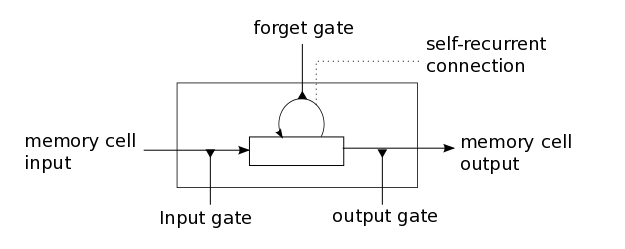 forget gate
self-recurrent
connection
memory cell
input
memory cell
output
Input gate
output gate